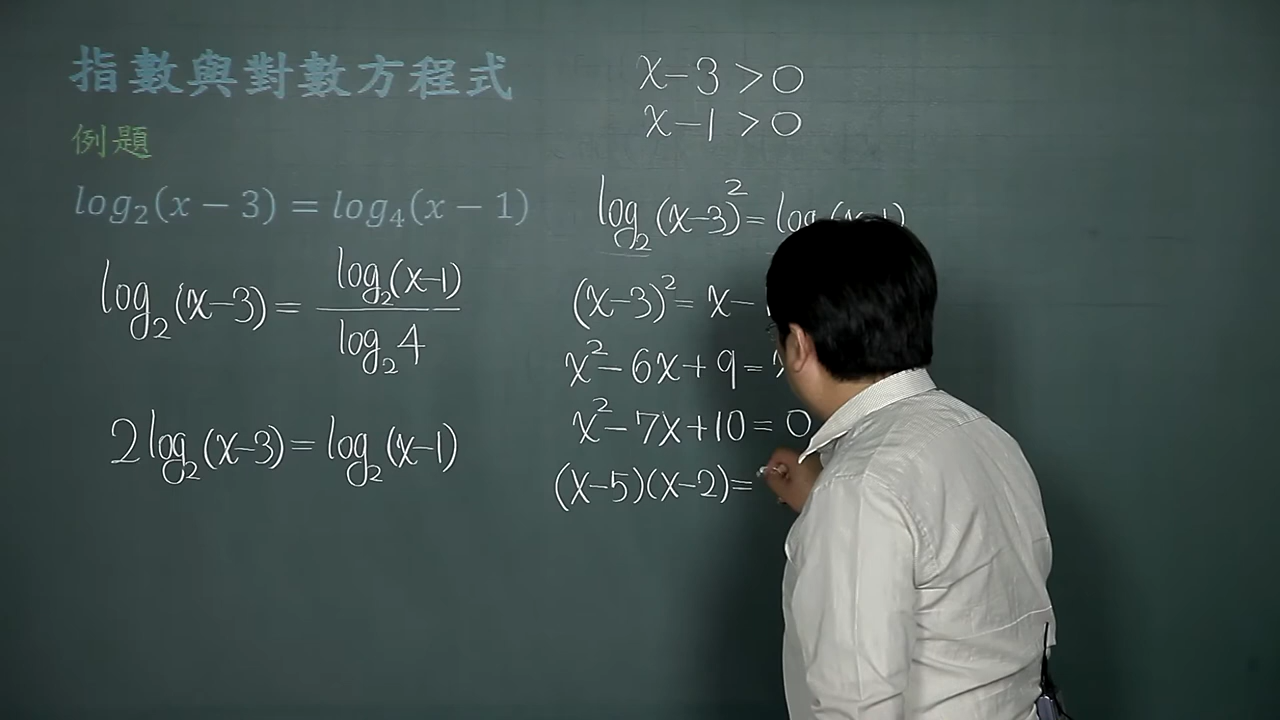 指數與對數方程式
例題
log₂(x − 3) = log₄(x − 1)
log₂(x−3) = log₂(x−1) / log₂4
2log₂(x−3) = log₂(x−1)
x−3 > 0
x−1 > 0
log₂(x−3)² = log₂(x−1)
(x−3)² = x−
x² − 6x + 9 =
x² − 7x + 10 = 0
(x−5)(x−2) =